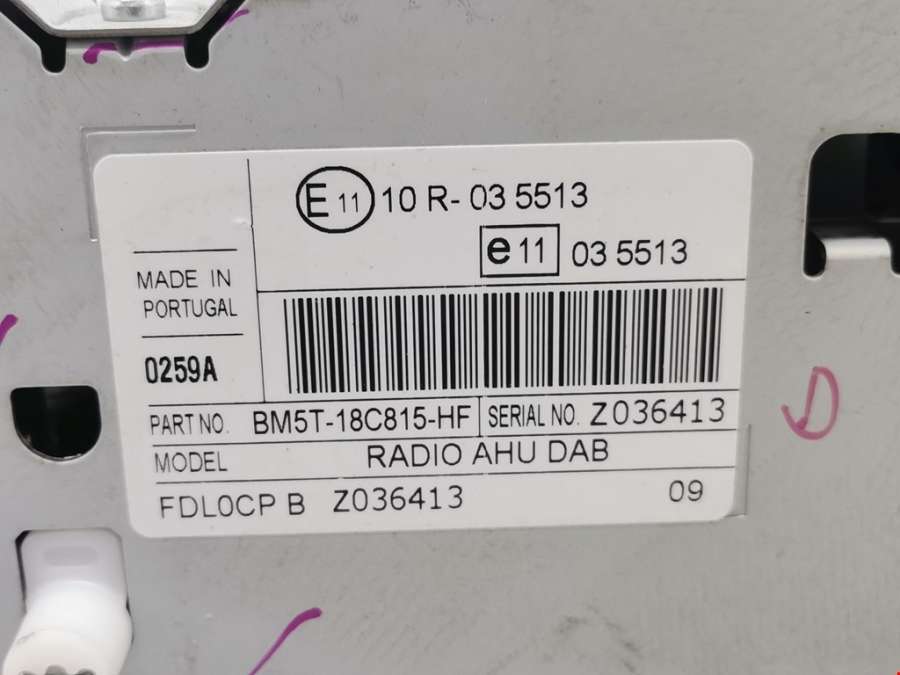 E 11 10 R- 03 5513
e 11 03 5513
MADE IN
PORTUGAL
0259A
PART NO. BM5T-18C815-HF SERIAL NO. Z036413
MODEL RADIO AHU DAB
FDL0CP B Z036413 09
D